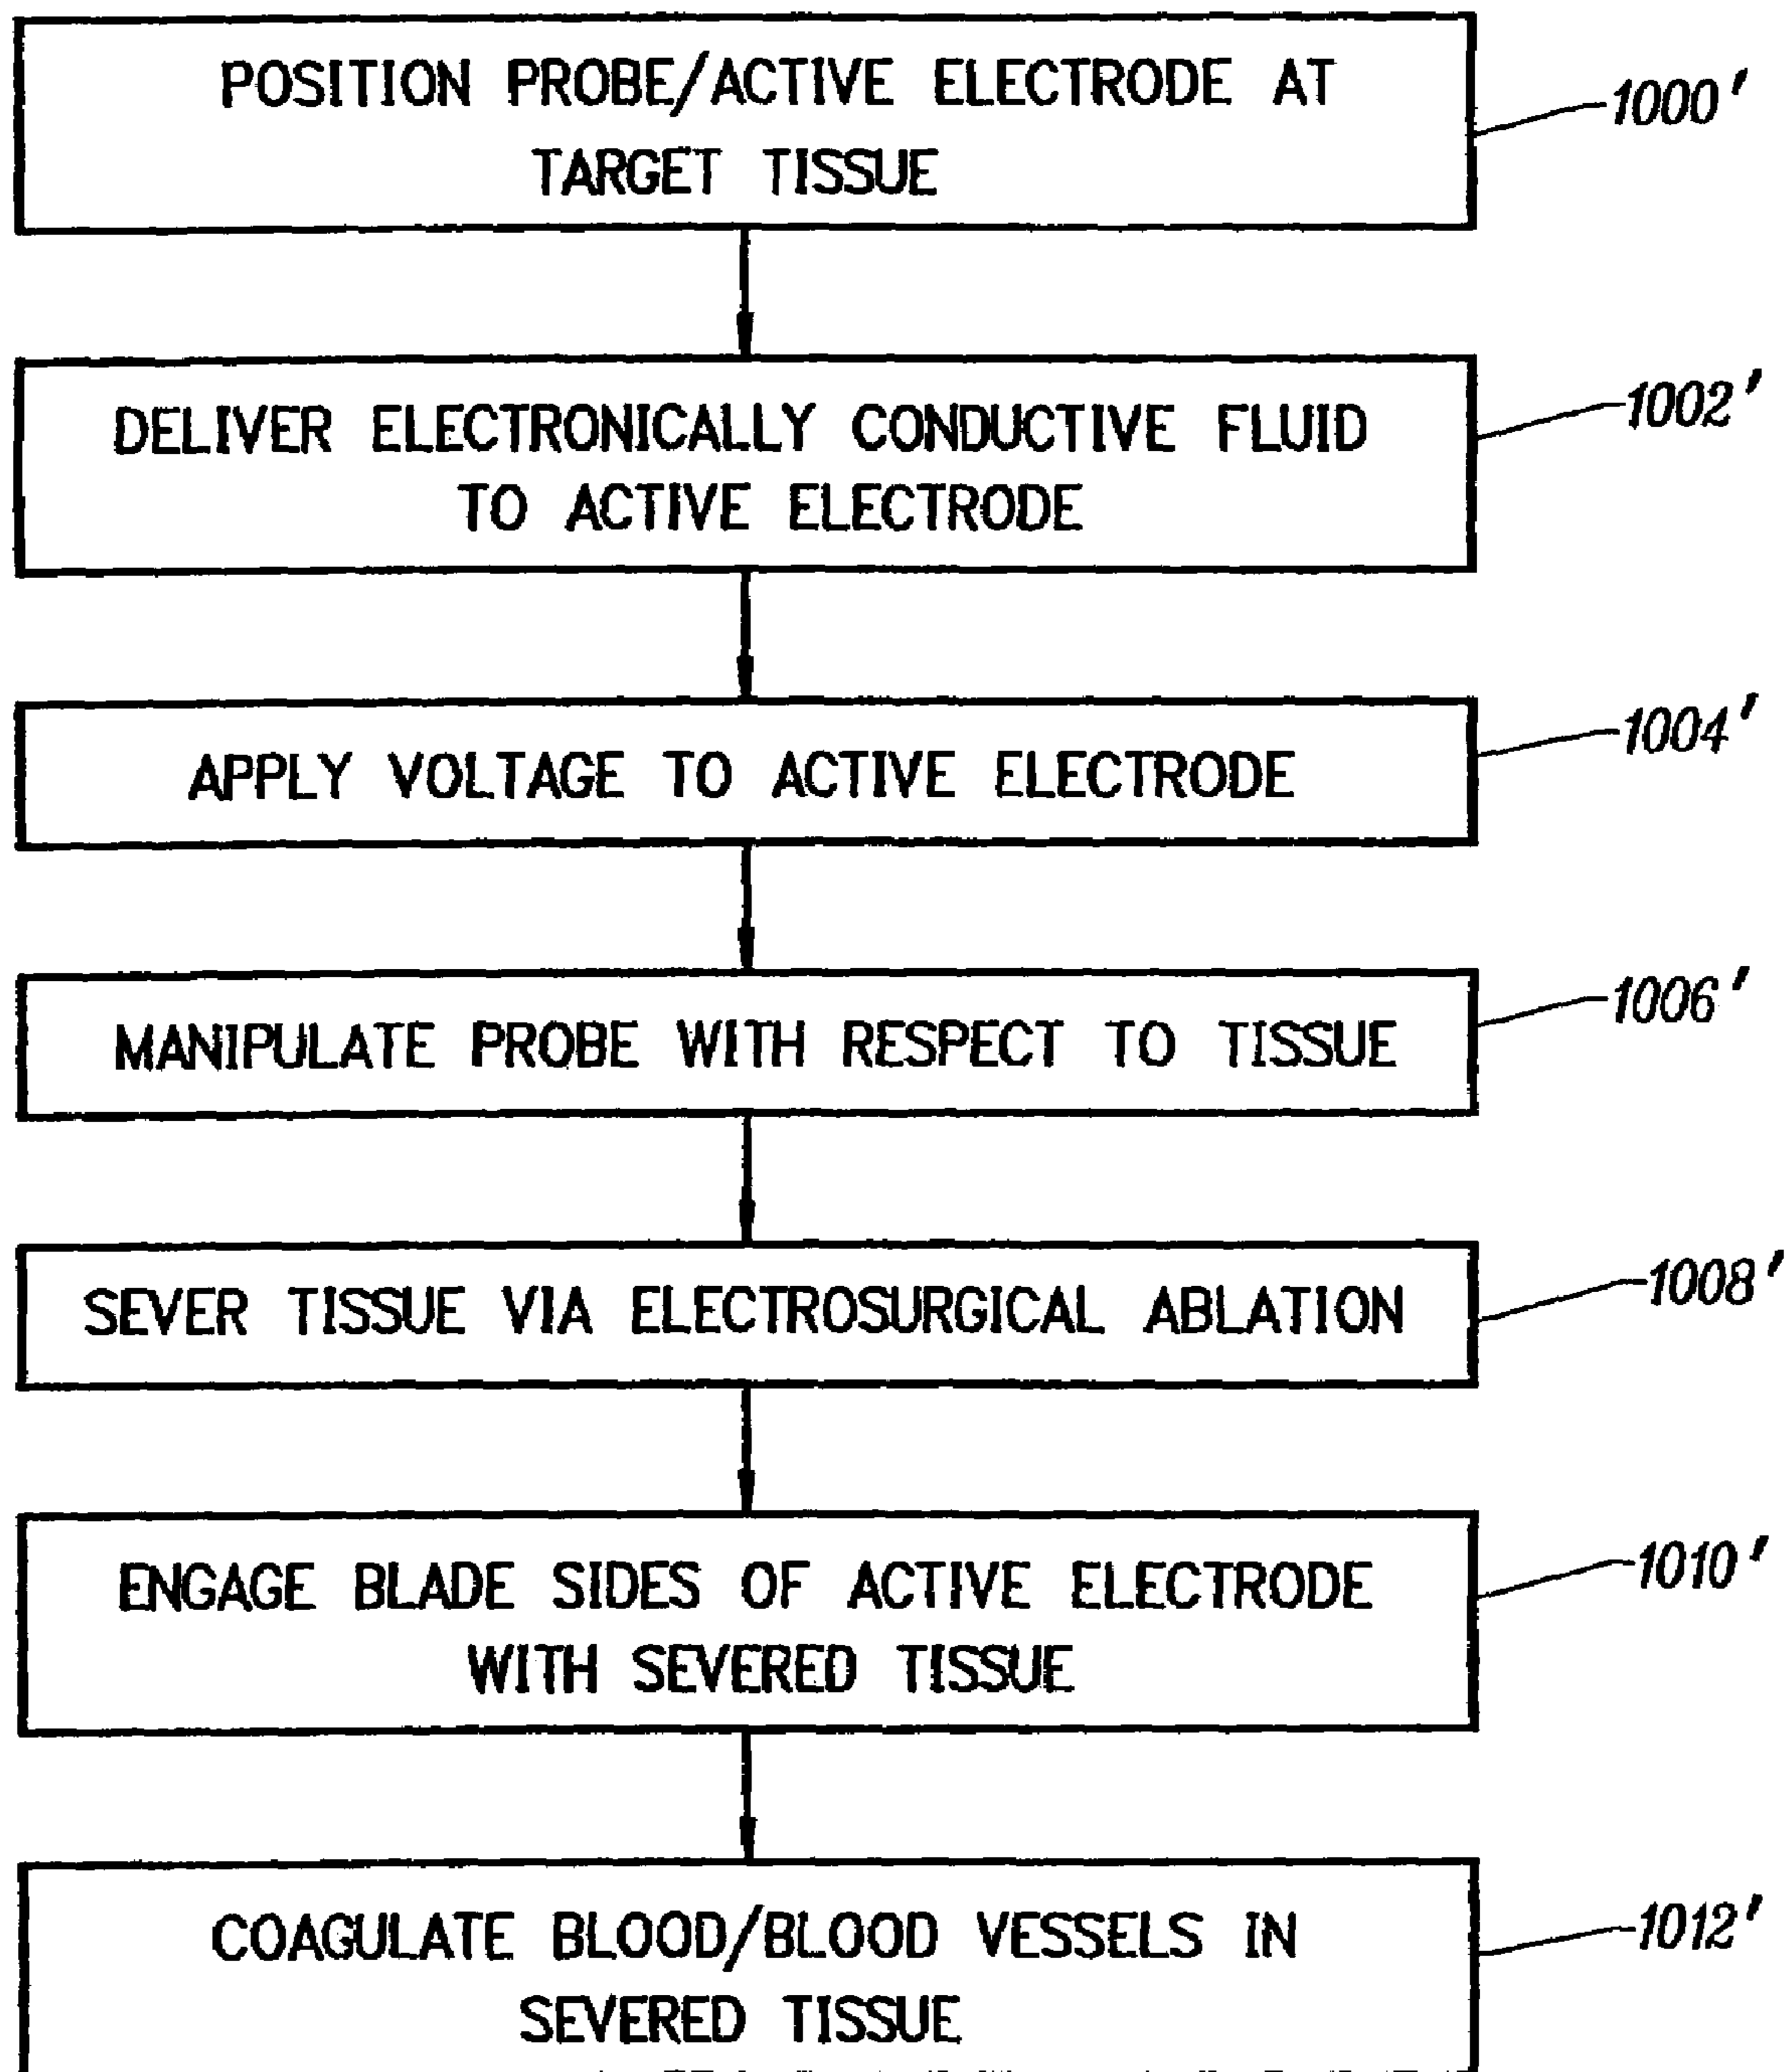 POSITION PROBE/ACTIVE ELECTRODE AT
TARGET TISSUE
1000'
DELIVER ELECTRONICALLY CONDUCTIVE FLUID
TO ACTIVE ELECTRODE
1002'
APPLY VOLTAGE TO ACTIVE ELECTRODE
1004'
MANIPULATE PROBE WITH RESPECT TO TISSUE
1006'
SEVER TISSUE VIA ELECTROSURGICAL ABLATION
1008'
ENGAGE BLADE SIDES OF ACTIVE ELECTRODE
WITH SEVERED TISSUE
1010'
COAGULATE BLOOD/BLOOD VESSELS IN
SEVERED TISSUE
1012'